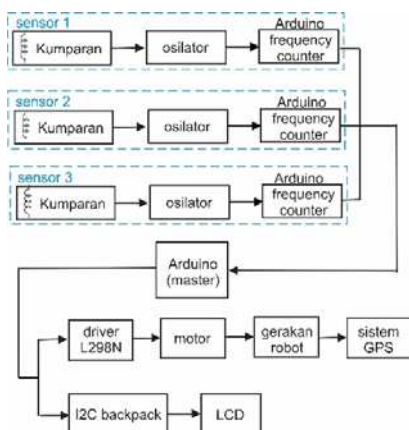 sensor 1
Kumparan
osilator
Arduino
frequency
counter
sensor 2
Kumparan
osilator
Arduino
frequency
counter
sensor 3
Kumparan
osilator
Arduino
frequency
counter
Arduino
(master)
driver
L298N
motor
gerakan
robot
sistem
GPS
I2C backpack
LCD